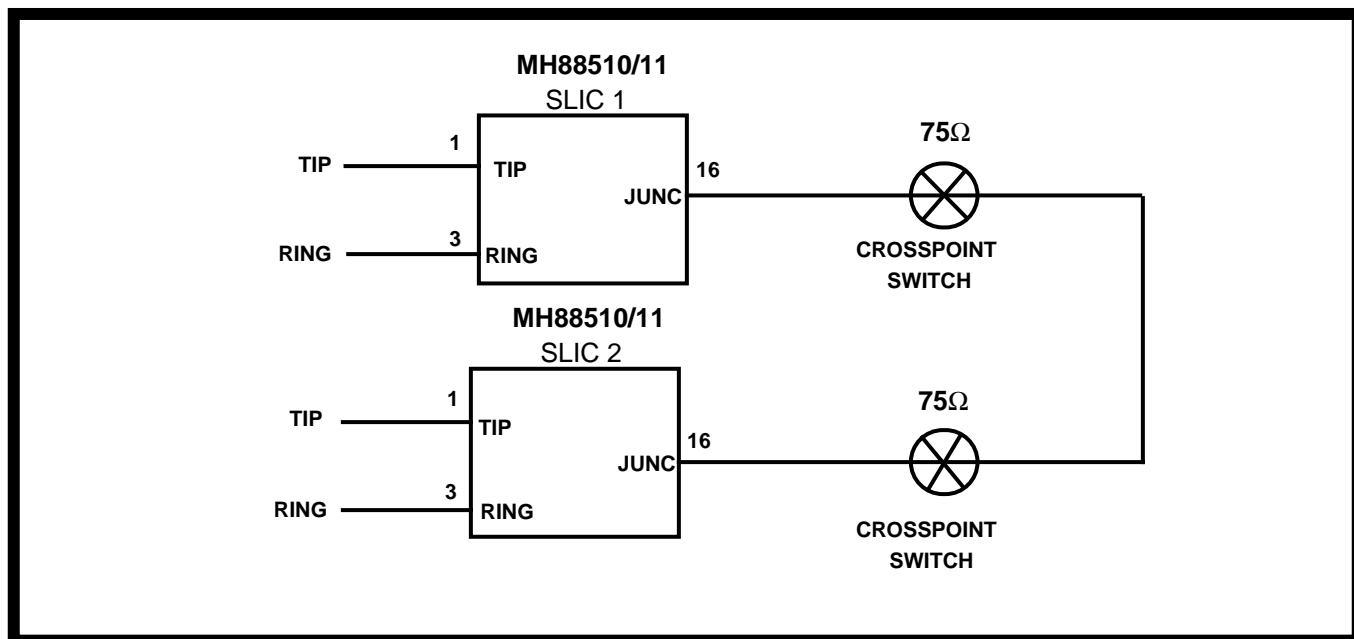 MH88510/11
SLIC 1
75Ω
1
16
TIP
TIP
JUNC
3
RING
RING
CROSSPOINT
SWITCH
MH88510/11
SLIC 2
75Ω
1
16
TIP
TIP
JUNC
3
RING
RING
CROSSPOINT
SWITCH